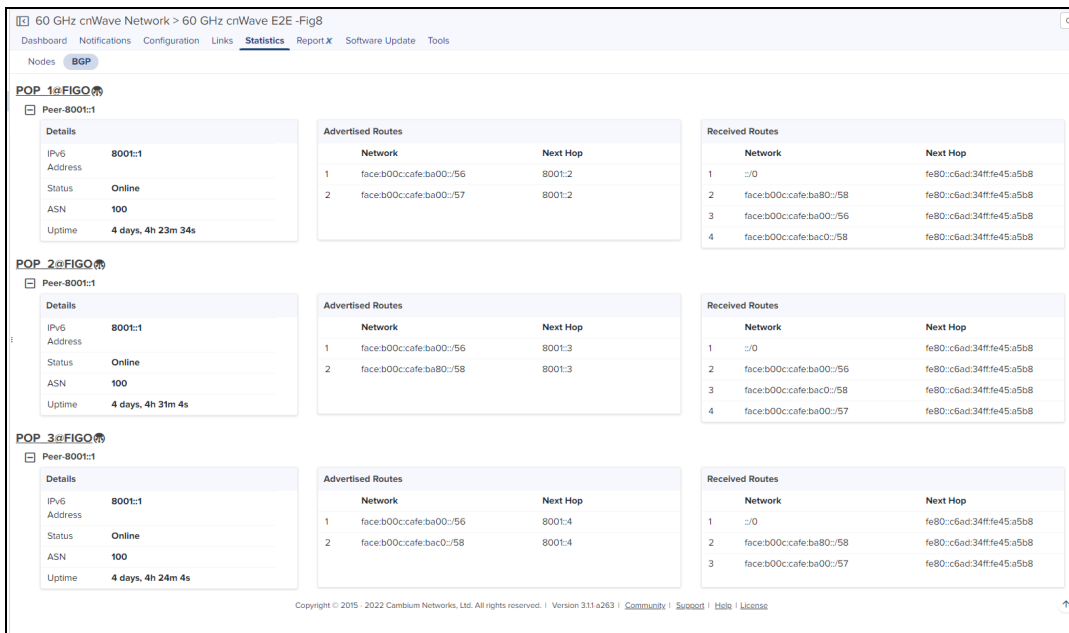 60 GHz cnWave Network > 60 GHz cnWave E2E -Fig8
Dashboard Notifications Configuration Links Statistics Report X Software Update Tools
Nodes BGP
POP_1@FIGO
Peer-8001::1
Details
IPv6 Address 8001::1
Status Online
ASN 100
Uptime 4 days, 4h 23m 34s
Advertised Routes
Network Next Hop
1 face:b00c:cafe:ba00::/56 8001::2
2 face:b00c:cafe:ba00::/57 8001::2
Received Routes
Network Next Hop
1 ::/0 fe80::c6ad:34ff:fe45:a5b8
2 face:b00c:cafe:ba80::/58 fe80::c6ad:34ff:fe45:a5b8
3 face:b00c:cafe:ba00::/56 fe80::c6ad:34ff:fe45:a5b8
4 face:b00c:cafe:bac0::/58 fe80::c6ad:34ff:fe45:a5b8
POP_2@FIGO
Peer-8001::1
Details
IPv6 Address 8001::1
Status Online
ASN 100
Uptime 4 days, 4h 31m 4s
Advertised Routes
Network Next Hop
1 face:b00c:cafe:ba00::/56 8001::3
2 face:b00c:cafe:ba80::/58 8001::3
Received Routes
Network Next Hop
1 ::/0 fe80::c6ad:34ff:fe45:a5b8
2 face:b00c:cafe:ba00::/56 fe80::c6ad:34ff:fe45:a5b8
3 face:b00c:cafe:bac0::/58 fe80::c6ad:34ff:fe45:a5b8
4 face:b00c:cafe:ba00::/57 fe80::c6ad:34ff:fe45:a5b8
POP_3@FIGO
Peer-8001::1
Details
IPv6 Address 8001::1
Status Online
ASN 100
Uptime 4 days, 4h 24m 4s
Advertised Routes
Network Next Hop
1 face:b00c:cafe:ba00::/56 8001::4
2 face:b00c:cafe:bac0::/58 8001::4
Received Routes
Network Next Hop
1 ::/0 fe80::c6ad:34ff:fe45:a5b8
2 face:b00c:cafe:ba80::/58 fe80::c6ad:34ff:fe45:a5b8
3 face:b00c:cafe:ba00::/57 fe80::c6ad:34ff:fe45:a5b8
Copyright © 2015 - 2022 Cambium Networks, Ltd. All rights reserved. | Version 3.1.1-a263 | Community | Support | Help | License